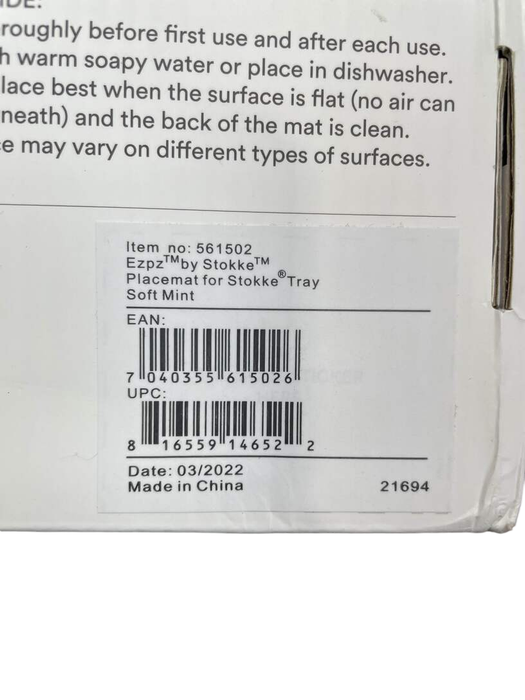 IDE:
roughly before first use and after each use.
h warm soapy water or place in dishwasher.
lace best when the surface is flat (no air can
neath) and the back of the mat is clean.
e may vary on different types of surfaces.
Item no: 561502
Ezpz™by Stokke™
Placemat for Stokke® Tray
Soft Mint
EAN:
7 040355 615026
UPC:
8 16559 14652 2
Date: 03/2022
Made in China 21694